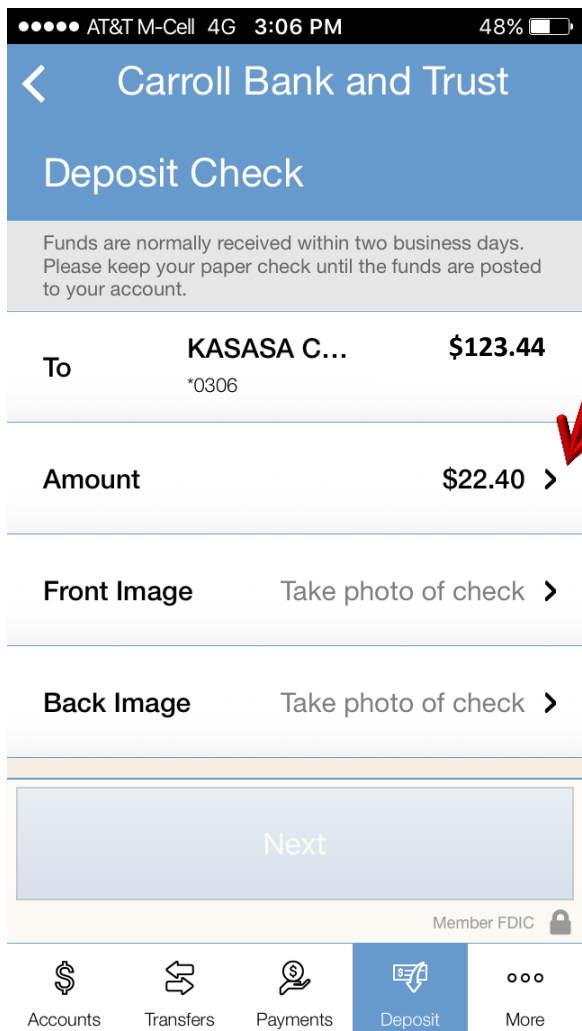 AT&T M-Cell 4G 3:06 PM 48%
Carroll Bank and Trust
Deposit Check
Funds are normally received within two business days.
Please keep your paper check until the funds are posted
to your account.
To KASASA C... $123.44
*0306
Amount $22.40
Front Image Take photo of check
Back Image Take photo of check
Next
Member FDIC
Accounts Transfers Payments Deposit More